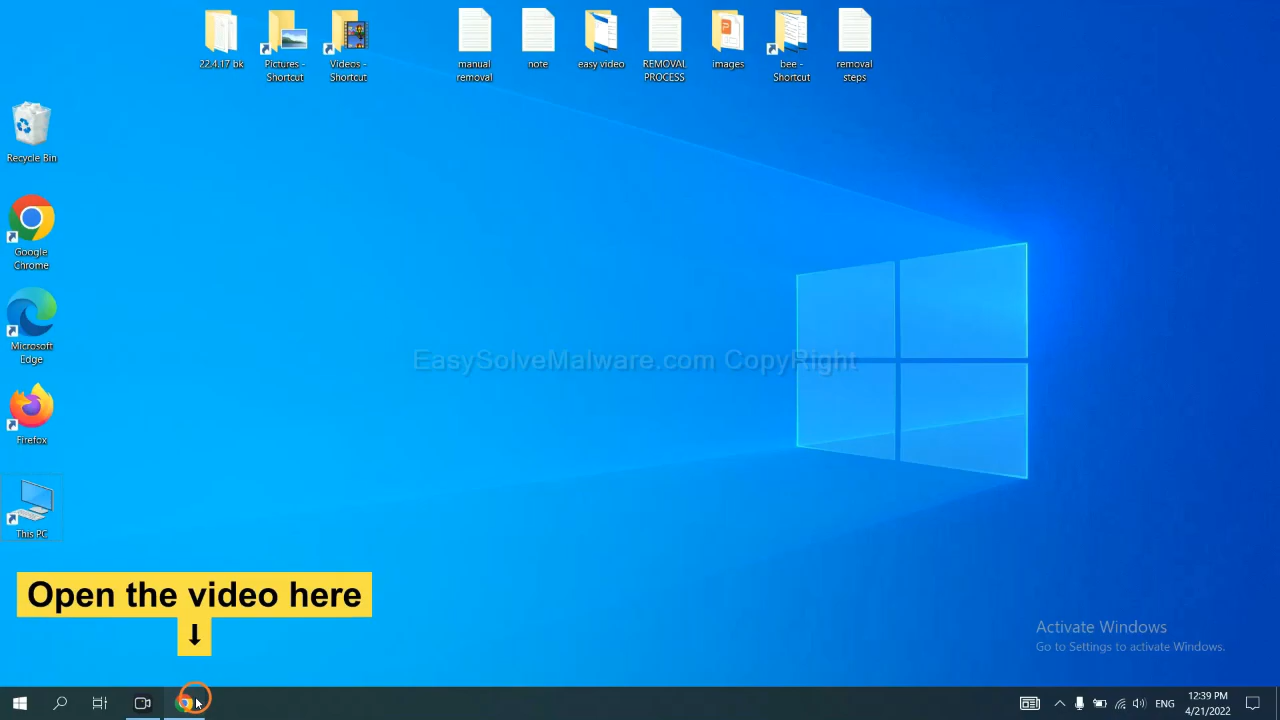 22.4.17 bk
Pictures -
Shortcut
Videos -
Shortcut
manual
removal
note
easy video
REMOVAL
PROCESS
images
bee -
Shortcut
removal
steps
Recycle Bin
Google
Chrome
Microsoft
Edge
EasySolveMalware.com CopyRight
Firefox
This PC
Open the video here
↓
Activate Windows
Go to Settings to activate Windows.
ENG
12:39 PM
4/21/2022